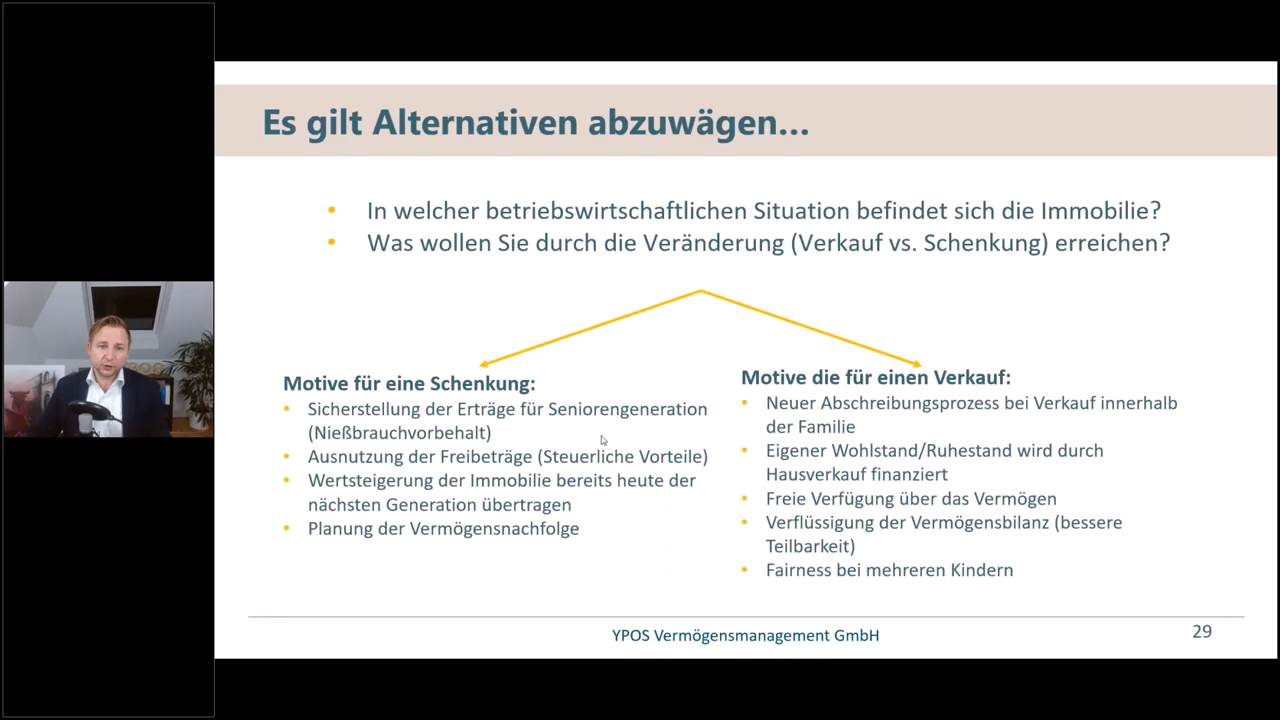 Es gilt Alternativen abzuwägen...
• In welcher betriebswirtschaftlichen Situation befindet sich die Immobilie?
• Was wollen Sie durch die Veränderung (Verkauf vs. Schenkung) erreichen?
Motive für eine Schenkung:
• Sicherstellung der Erträge für Seniorengeneration
(Nießbrauchvorbehalt)
• Ausnutzung der Freibeträge (Steuerliche Vorteile)
• Wertsteigerung der Immobilie bereits heute der
nächsten Generation übertragen
• Planung der Vermögensnachfolge
Motive die für einen Verkauf:
• Neuer Abschreibungsprozess bei Verkauf innerhalb
der Familie
• Eigener Wohlstand/Ruhestand wird durch
Hausverkauf finanziert
• Freie Verfügung über das Vermögen
• Verflüssigung der Vermögensbilanz (bessere
Teilbarkeit)
• Fairness bei mehreren Kindern
YPOS Vermögensmanagement GmbH
29